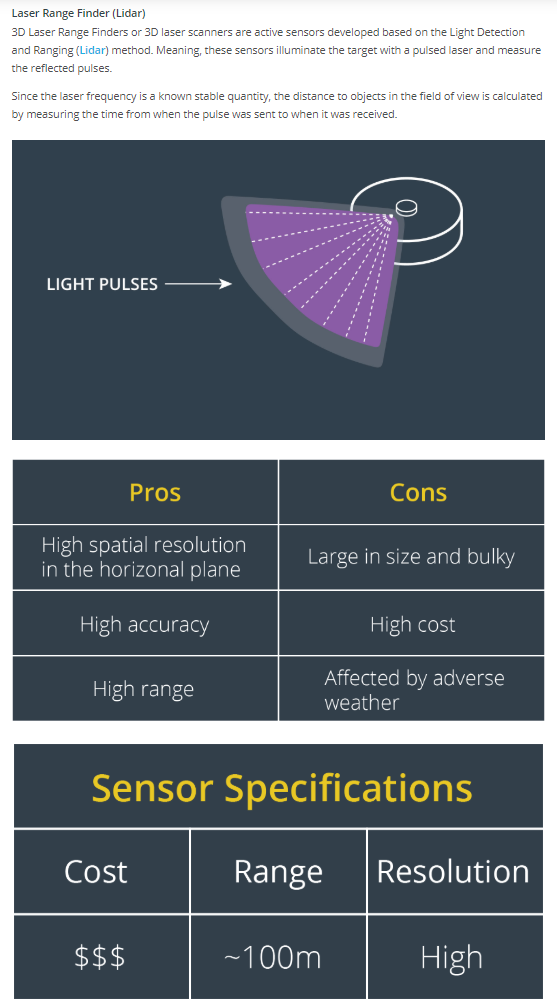 Laser Range Finder (Lidar)
3D Laser Range Finders or 3D laser scanners are active sensors developed based on the Light Detection
and Ranging (Lidar) method. Meaning, these sensors illuminate the target with a pulsed laser and measure
the reflected pulses.
Since the laser frequency is a known stable quantity, the distance to objects in the field of view is calculated
by measuring the time from when the pulse was sent to when it was received.
LIGHT PULSES
Pros
Cons
High spatial resolution
in the horizonal plane
Large in size and bulky
High accuracy
High cost
High range
Affected by adverse
weather
Sensor Specifications
Cost
Range
Resolution
$$$
~100m
High